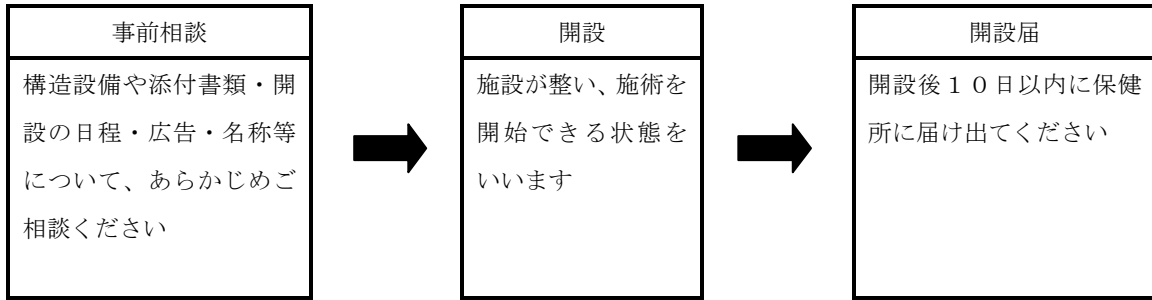 事前相談
構造設備や添付書類・開
設の日程・広告・名称等
について、あらかじめご
相談ください
開設
施設が整い、施術を
開始できる状態を
いいます
開設届
開設後１０日以内に保健
所に届け出てください